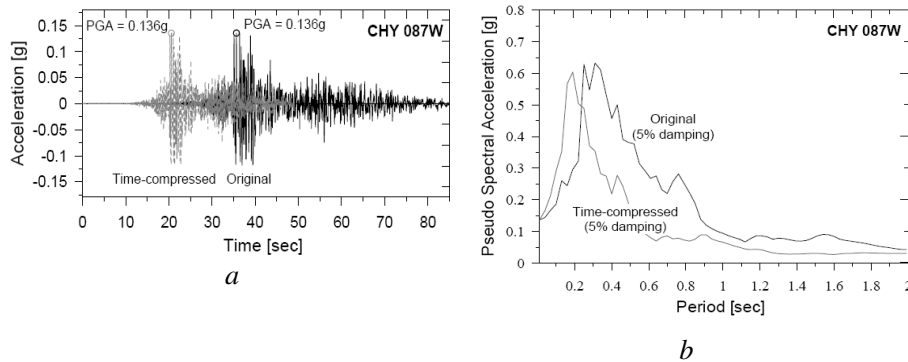 PGA = 0.136g
PGA = 0.136g
CHY 087W
Acceleration [g]
0.15
0.10
0.05
0
-0.05
-0.10
-0.15
Time-compressed
Original
0 10 20 30 40 50 60 70 80
Time [sec]
a
CHY 087W
Pseudo Spectral Acceleration [g]
0.8
0.7
0.6
0.5
0.4
0.3
0.2
0.1
0
Original
(5% damping)
Time-compressed
(5% damping)
0.2 0.4 0.6 0.8 1 1.2 1.4 1.6 1.8 2
Period [sec]
b